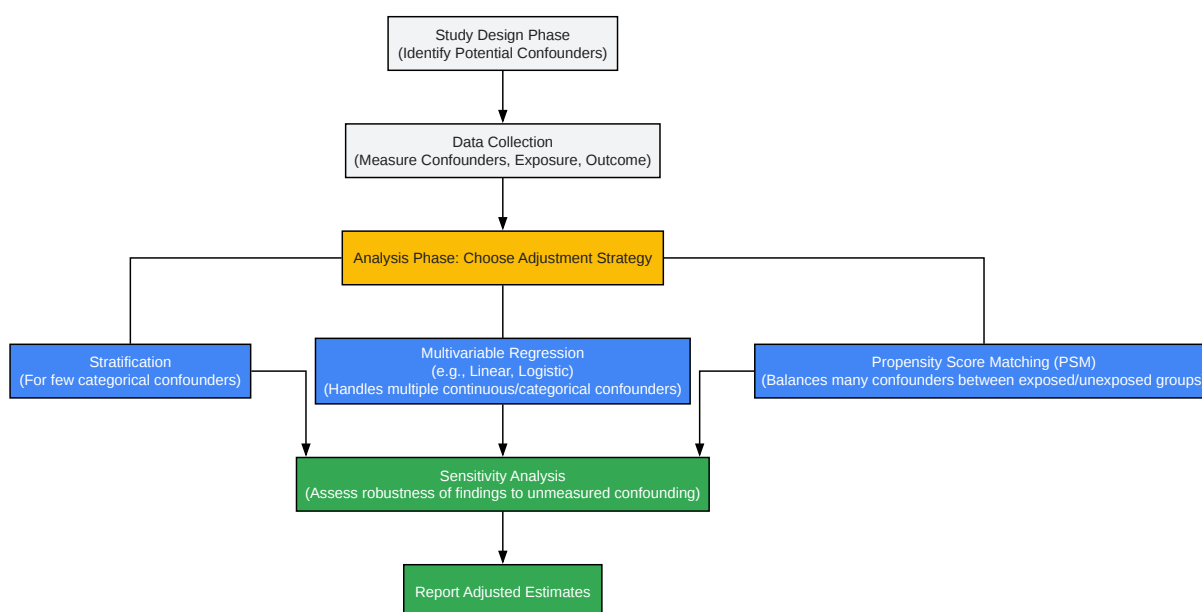 Study Design Phase
(Identify Potential Confounders)
Data Collection
(Measure Confounders, Exposure, Outcome)
Analysis Phase: Choose Adjustment Strategy
Stratification
(For few categorical confounders)
Multivariable Regression
(e.g., Linear, Logistic)
(Handles multiple continuous/categorical confounders)
Propensity Score Matching (PSM)
(Balances many confounders between exposed/unexposed groups
Sensitivity Analysis
(Assess robustness of findings to unmeasured confounding)
Report Adjusted Estimates